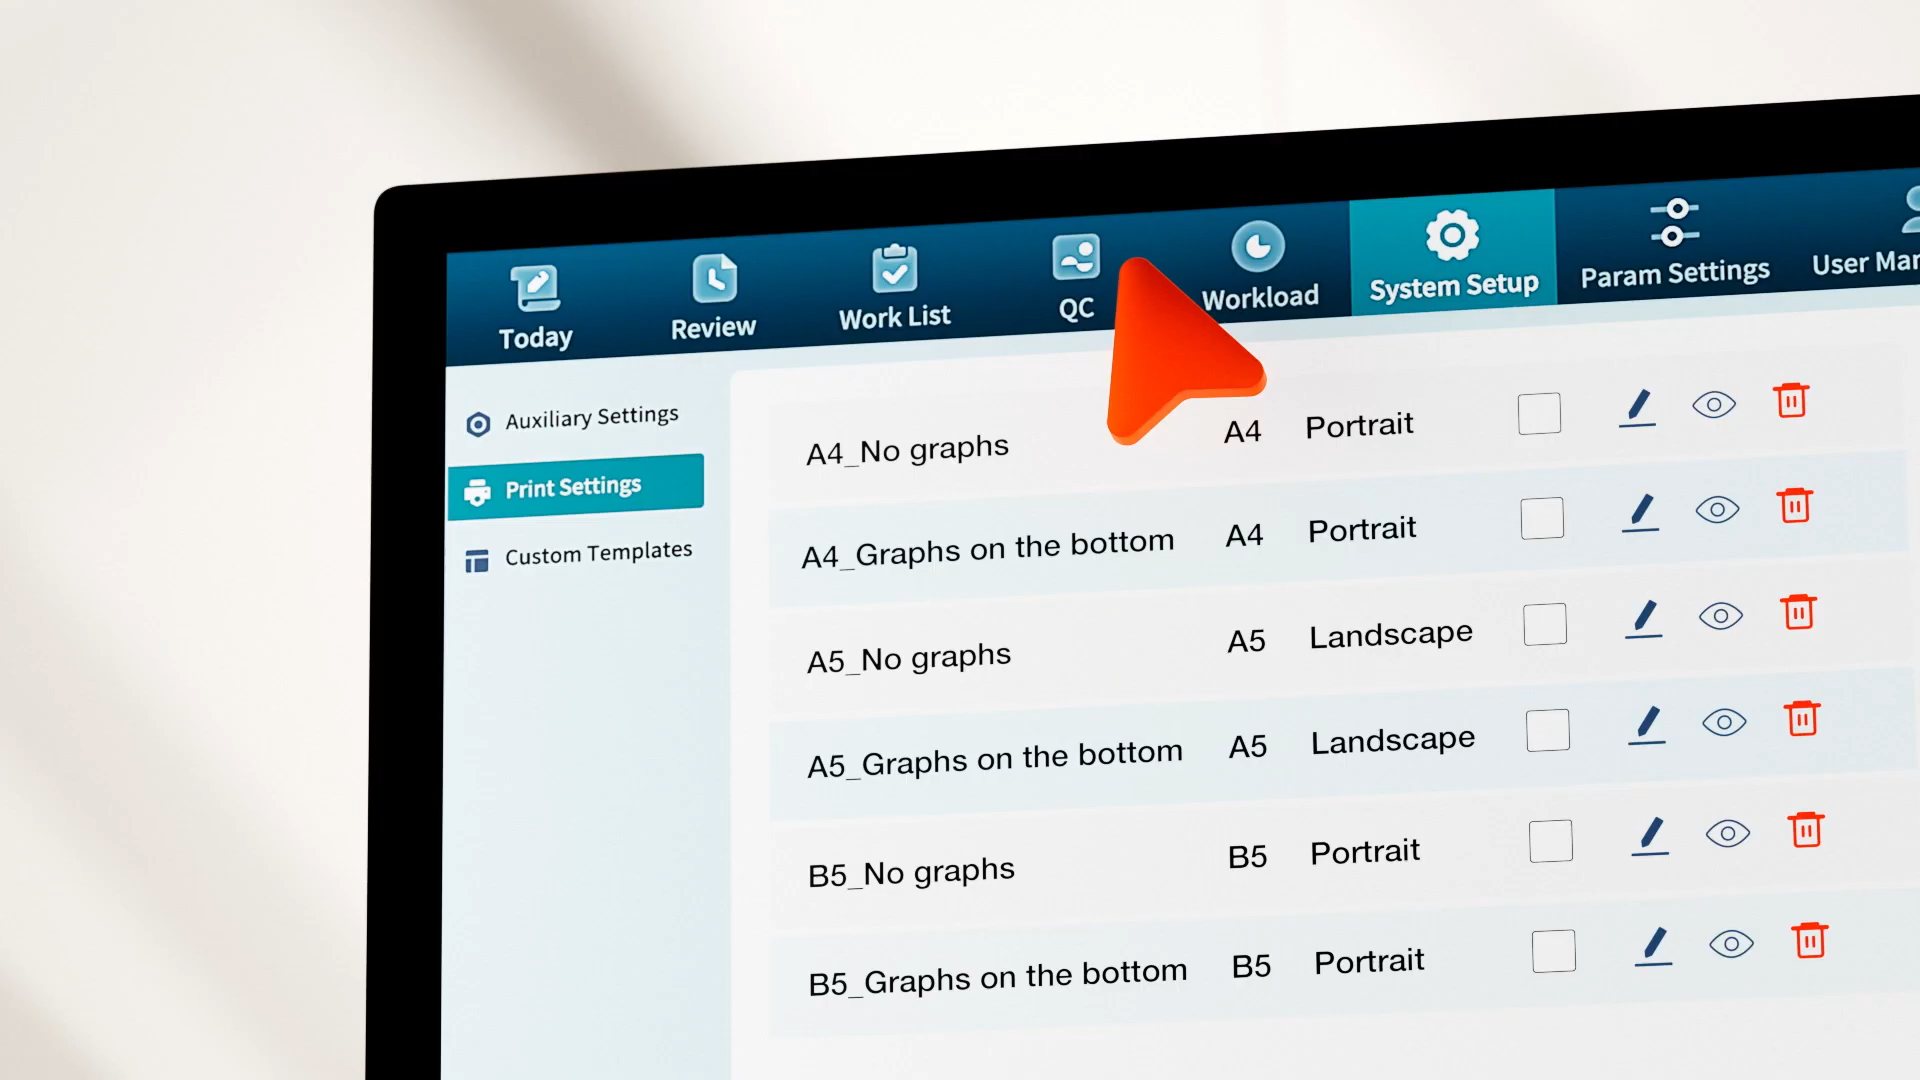 Today
Review
Work List
QC
Workload
System Setup
Param Settings
User Mar
Auxiliary Settings
Print Settings
Custom Templates
A4_No graphs A4 Portrait
A4_Graphs on the bottom A4 Portrait
A5_No graphs A5 Landscape
A5_Graphs on the bottom A5 Landscape
B5_No graphs B5 Portrait
B5_Graphs on the bottom B5 Portrait